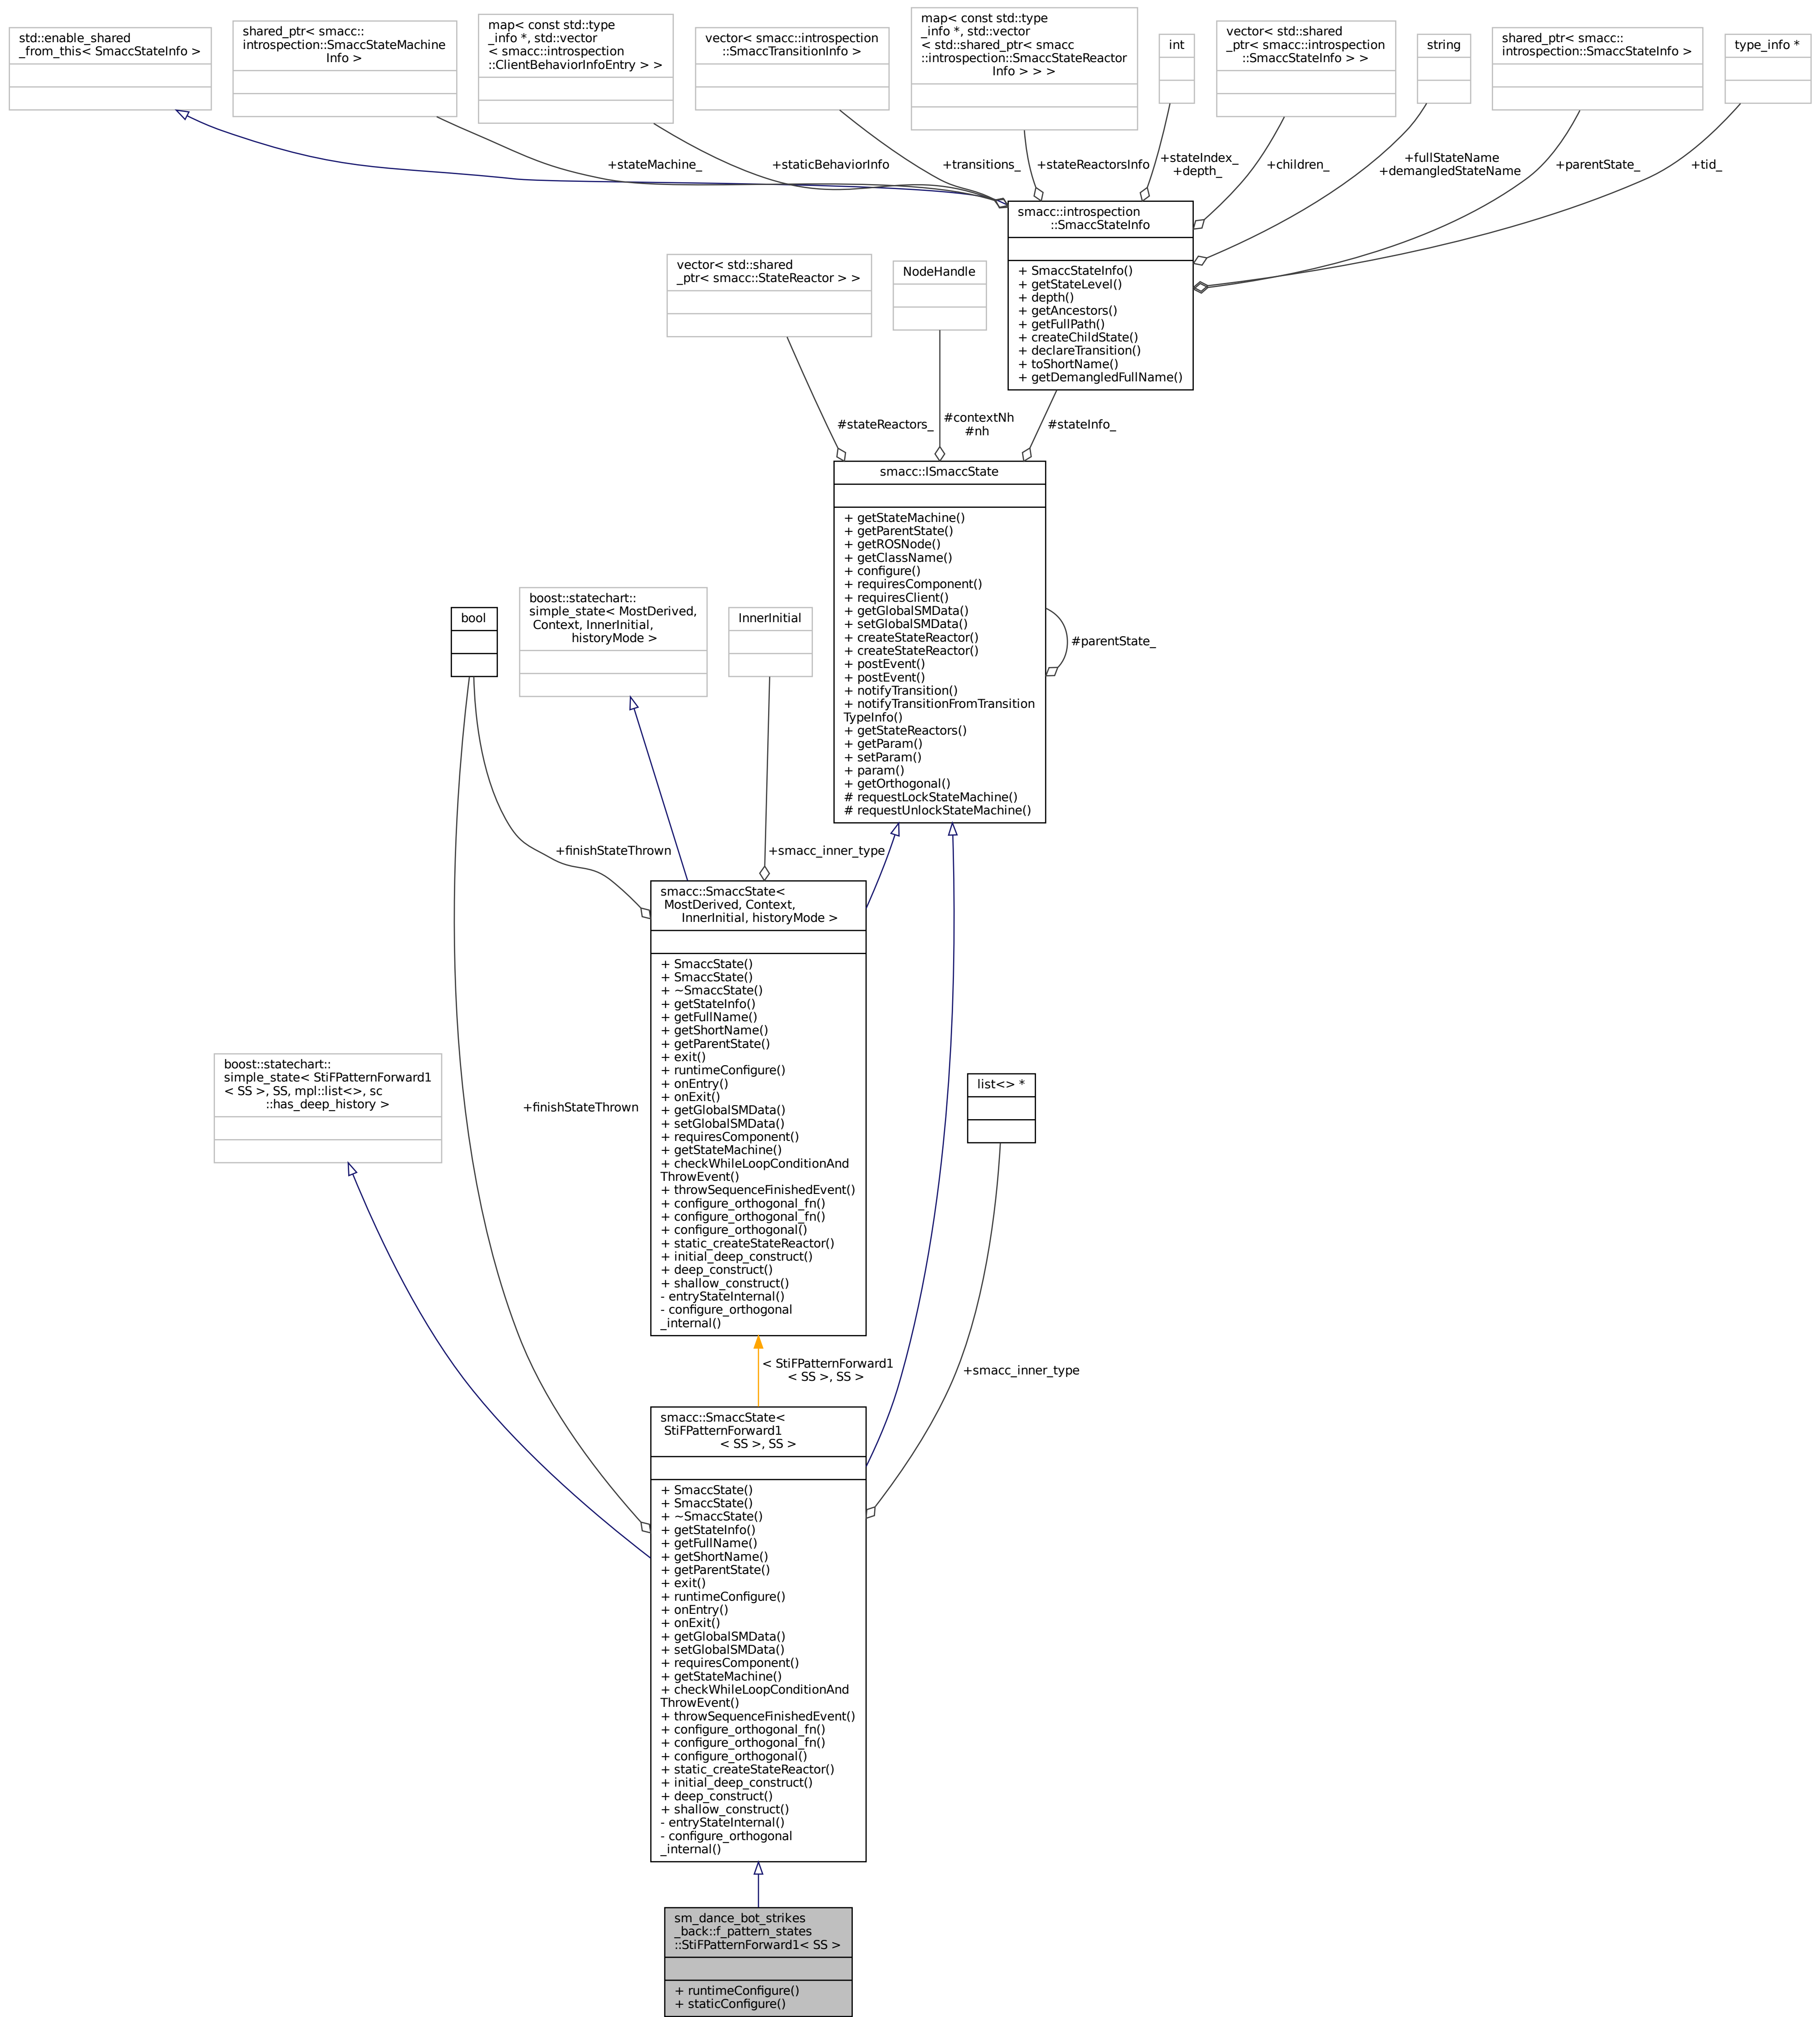 std::enable_shared
_from_this< SmaccStateInfo >
shared_ptr< smacc::
introspection::SmaccStateMachine
Info >
map< const std::type
_info *, std::vector
< smacc::introspection
::ClientBehaviorInfoEntry > >
vector< smacc::introspection
::SmaccTransitionInfo >
map< const std::type
_info *, std::vector
< std::shared_ptr< smacc
::introspection::SmaccStateReactor
Info > > >
int
vector< std::shared
_ptr< smacc::introspection
::SmaccStateInfo > >
string
shared_ptr< smacc::
introspection::SmaccStateInfo >
type_info *
+stateMachine_
+staticBehaviorInfo
+transitions_
+stateReactorsInfo
+stateIndex_
+depth_
+children_
+fullStateName
+demangledStateName
+parentState_
+tid_
smacc::introspection
::SmaccStateInfo
+ SmaccStateInfo()
+ getStateLevel()
+ depth()
+ getAncestors()
+ getFullPath()
+ createChildState()
+ declareTransition()
+ toShortName()
+ getDemangledFullName()
vector< std::shared
_ptr< smacc::StateReactor > >
NodeHandle
#stateReactors_
#contextNh
#nh
#stateInfo_
smacc::ISmaccState
+ getStateMachine()
+ getParentState()
+ getROSNode()
+ getClassName()
+ configure()
+ requiresComponent()
+ requiresClient()
+ getGlobalSMData()
+ setGlobalSMData()
+ createStateReactor()
+ createStateReactor()
+ postEvent()
+ postEvent()
+ notifyTransition()
+ notifyTransitionFromTransition
TypeInfo()
+ getStateReactors()
+ getParam()
+ setParam()
+ param()
+ getOrthogonal()
# requestLockStateMachine()
# requestUnlockStateMachine()
#parentState_
bool
boost::statechart::
simple_state< MostDerived,
Context, InnerInitial,
historyMode >
InnerInitial
+finishStateThrown
+smacc_inner_type
smacc::SmaccState<
MostDerived, Context,
InnerInitial, historyMode >
+ SmaccState()
+ SmaccState()
+ ~SmaccState()
+ getStateInfo()
+ getFullName()
+ getShortName()
+ getParentState()
+ exit()
+ runtimeConfigure()
+ onEntry()
+ onExit()
+ getGlobalSMData()
+ setGlobalSMData()
+ requiresComponent()
+ getStateMachine()
+ checkWhileLoopConditionAnd
ThrowEvent()
+ throwSequenceFinishedEvent()
+ configure_orthogonal_fn()
+ configure_orthogonal_fn()
+ configure_orthogonal()
+ static_createStateReactor()
+ initial_deep_construct()
+ deep_construct()
+ shallow_construct()
- entryStateInternal()
- configure_orthogonal
_internal()
boost::statechart::
simple_state< StiFPatternForward1
< SS >, SS, mpl::list<>, sc
::has_deep_history >
+finishStateThrown
list<> *
< StiFPatternForward1
< SS >, SS >
+smacc_inner_type
smacc::SmaccState<
StiFPatternForward1
< SS >, SS >
+ SmaccState()
+ SmaccState()
+ ~SmaccState()
+ getStateInfo()
+ getFullName()
+ getShortName()
+ getParentState()
+ exit()
+ runtimeConfigure()
+ onEntry()
+ onExit()
+ getGlobalSMData()
+ setGlobalSMData()
+ requiresComponent()
+ getStateMachine()
+ checkWhileLoopConditionAnd
ThrowEvent()
+ throwSequenceFinishedEvent()
+ configure_orthogonal_fn()
+ configure_orthogonal_fn()
+ configure_orthogonal()
+ static_createStateReactor()
+ initial_deep_construct()
+ deep_construct()
+ shallow_construct()
- entryStateInternal()
- configure_orthogonal
_internal()
sm_dance_bot_strikes
_back::f_pattern_states
::StiFPatternForward1< SS >
+ runtimeConfigure()
+ staticConfigure()